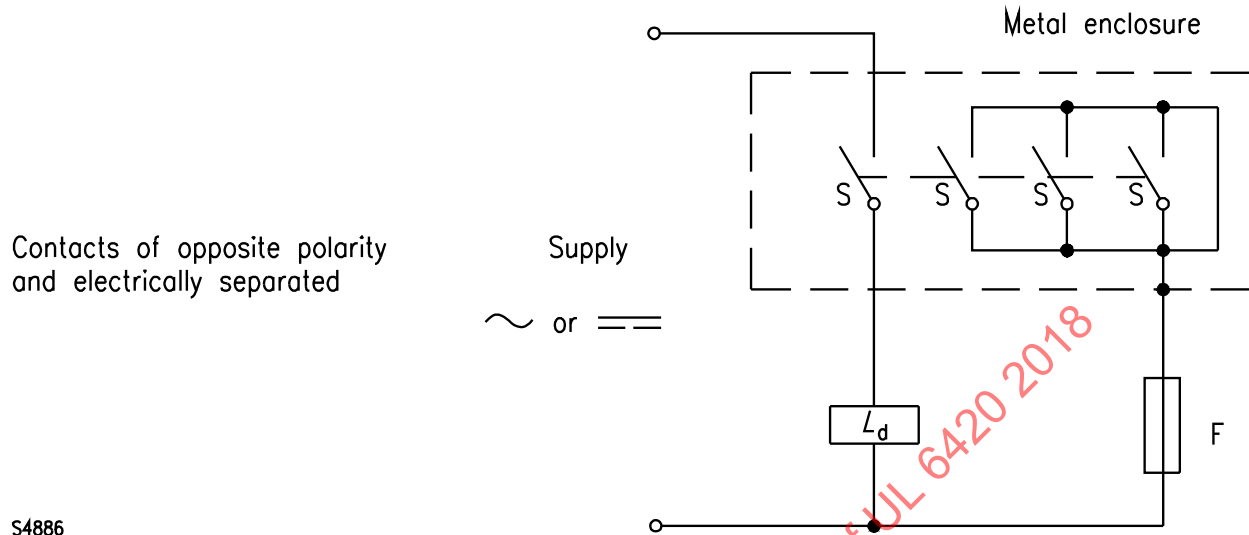 Metal enclosure
S S S S
Contacts of opposite polarity
and electrically separated
Supply
or
Ld
F
UL 6420 2018
S4886